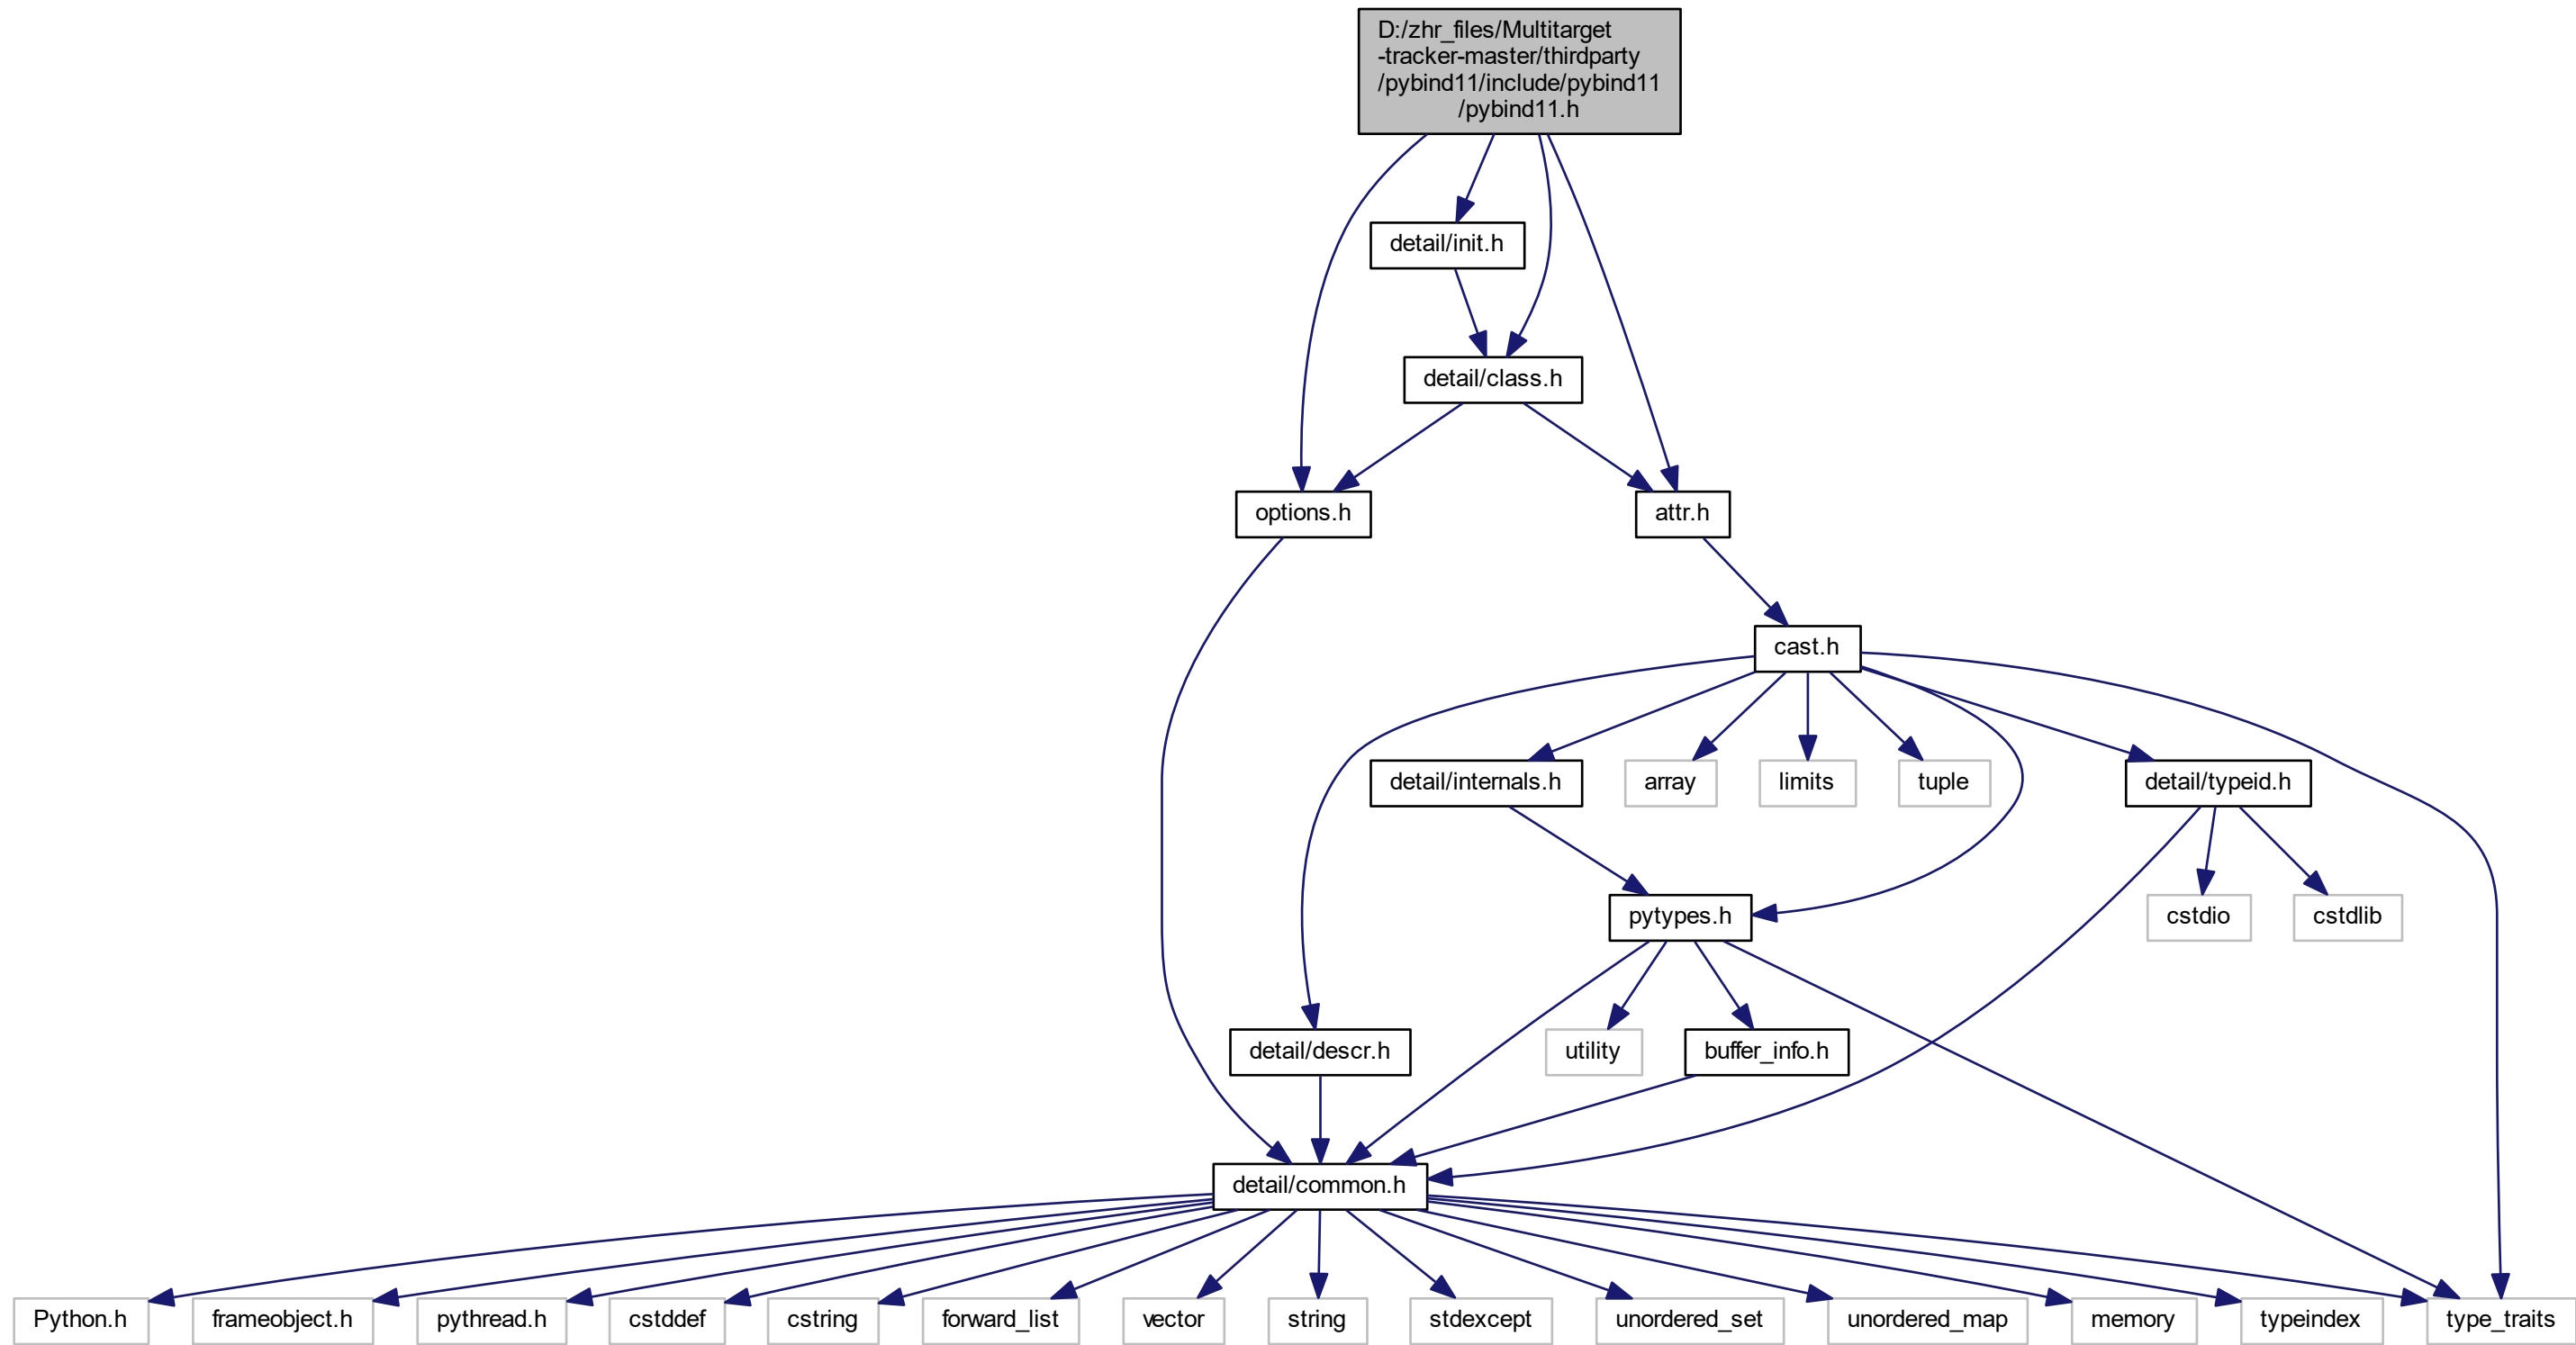 D:/zhr_files/Multitarget
-tracker-master/thirdparty
/pybind11/include/pybind11
/pybind11.h
detail/init.h
detail/class.h
options.h
attr.h
cast.h
detail/internals.h
array
limits
tuple
detail/typeid.h
pytypes.h
cstdio
cstdlib
detail/descr.h
utility
buffer_info.h
detail/common.h
Python.h
frameobject.h
pythread.h
cstddef
cstring
forward_list
vector
string
stdexcept
unordered_set
unordered_map
memory
typeindex
type_traits